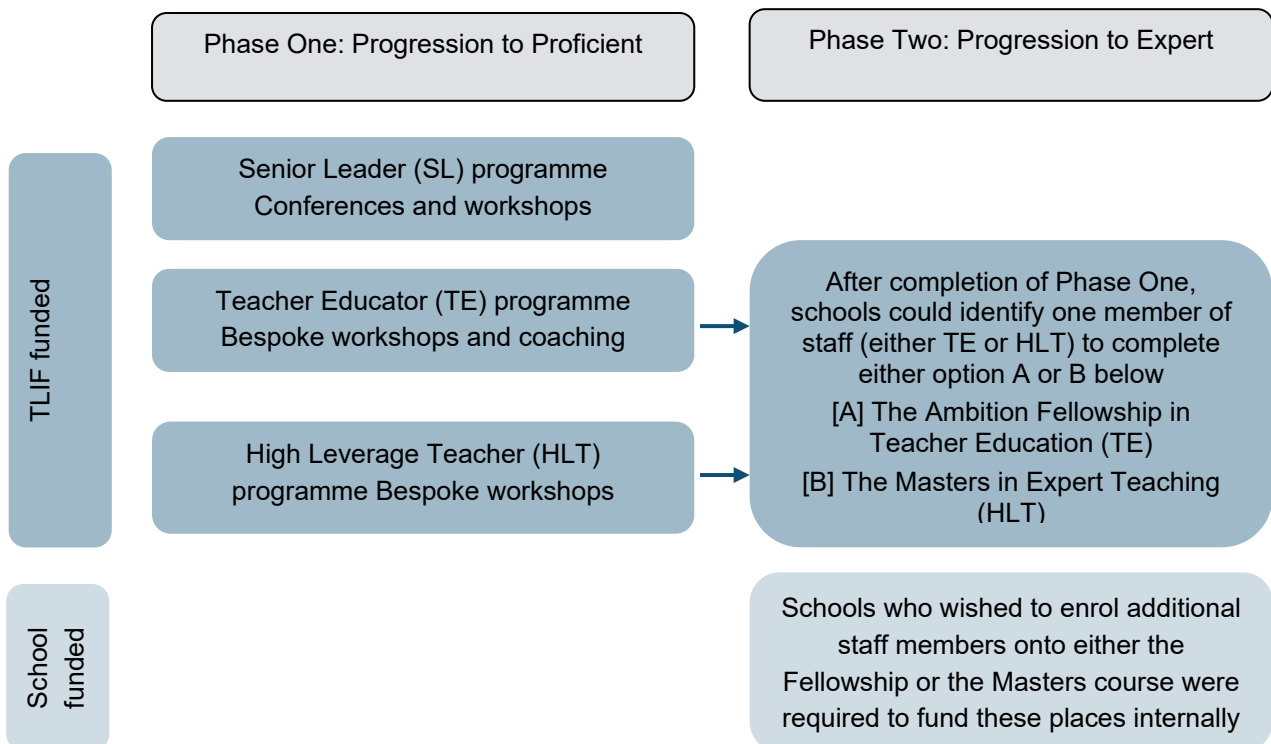 Phase One: Progression to Proficient
Phase Two: Progression to Expert
TLIF funded
Senior Leader (SL) programme
Conferences and workshops
Teacher Educator (TE) programme
Bespoke workshops and coaching
High Leverage Teacher (HLT)
programme Bespoke workshops
After completion of Phase One,
schools could identify one member of
staff (either TE or HLT) to complete
either option A or B below
[A] The Ambition Fellowship in
Teacher Education (TE)
[B] The Masters in Expert Teaching
(HLT)
School
funded
Schools who wished to enrol additional
staff members onto either the
Fellowship or the Masters course were
required to fund these places internally